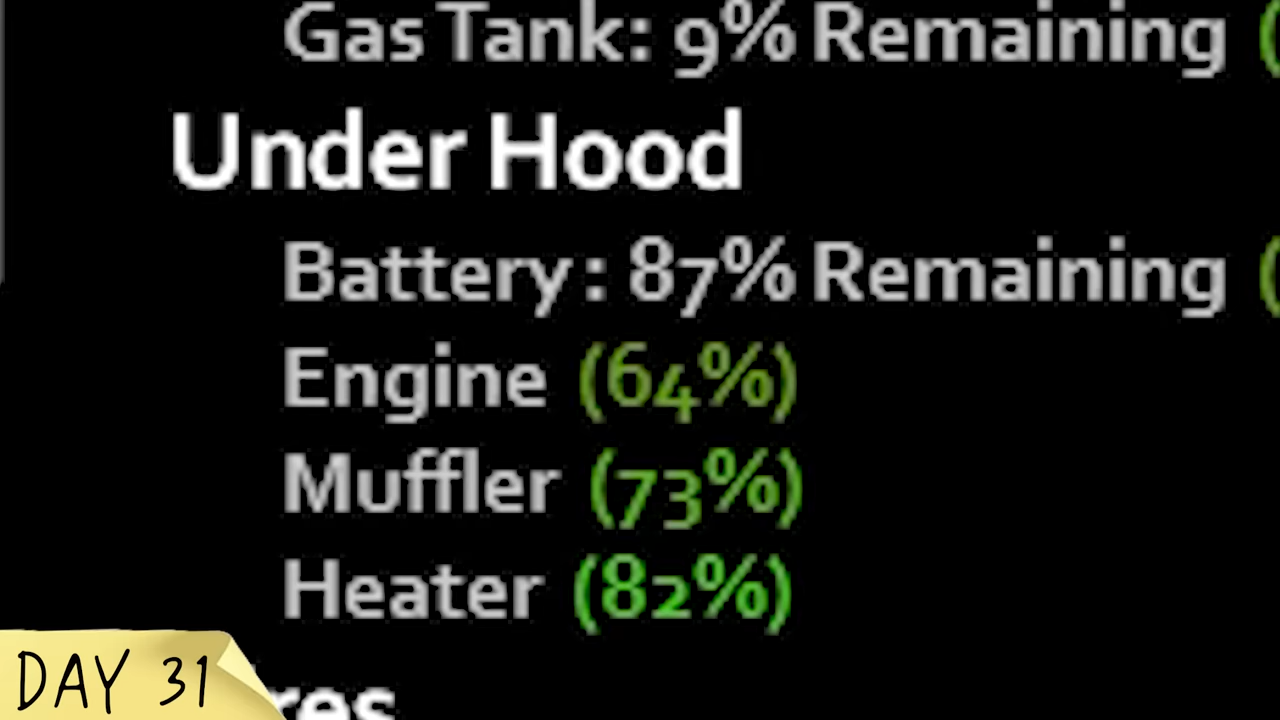 Gas Tank: 9% Remaining (
Under Hood
Battery: 87% Remaining (
Engine (64%)
Muffler (73%)
Heater (82%)
DAY 31